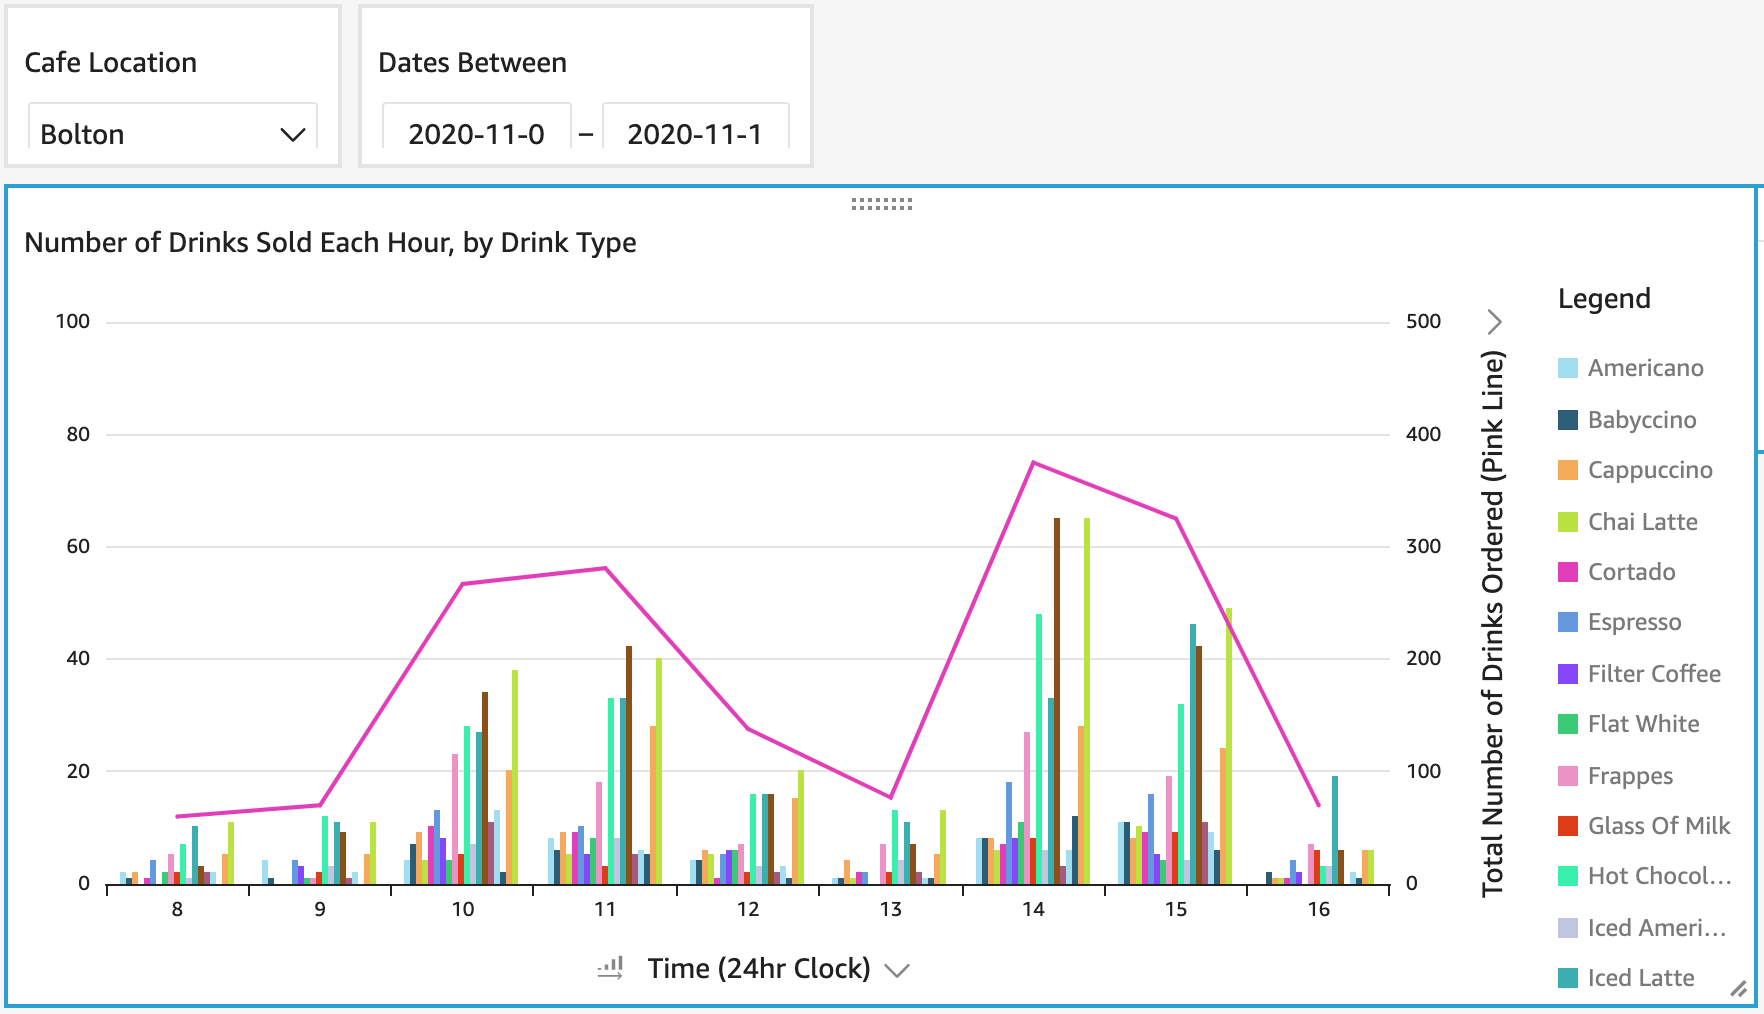 Cafe Location
Dates Between
Bolton
2020-11-0 – 2020-11-1
Number of Drinks Sold Each Hour, by Drink Type
Legend
100
80
60
40
20
0
500
400
300
200
100
0
Total Number of Drinks Ordered (Pink Line)
Americano
Babyccino
Cappuccino
Chai Latte
Cortado
Espresso
Filter Coffee
Flat White
Frappes
Glass Of Milk
Hot Chocol...
Iced Ameri...
Iced Latte
8 9 10 11 12 13 14 15 16
Time (24hr Clock)